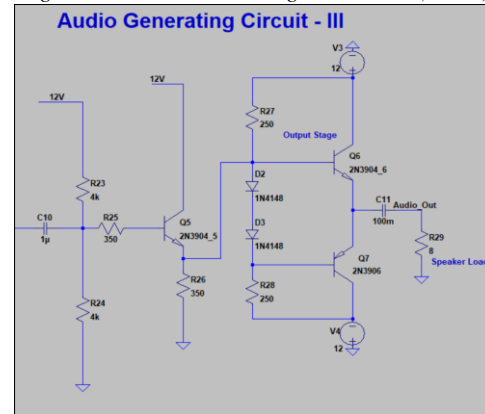 Audio Generating Circuit - III
V3
12
12V
12V
R27
250
Output Stage
Q6
2N3904_6
R23
4k
D2
1N4148
C11
Audio_Out
100m
C10
1µ
R25
350
Q5
2N3904_5
D3
1N4148
R29
8
Speaker Load
Q7
2N3906
R26
350
R28
250
R24
4k
V4
12